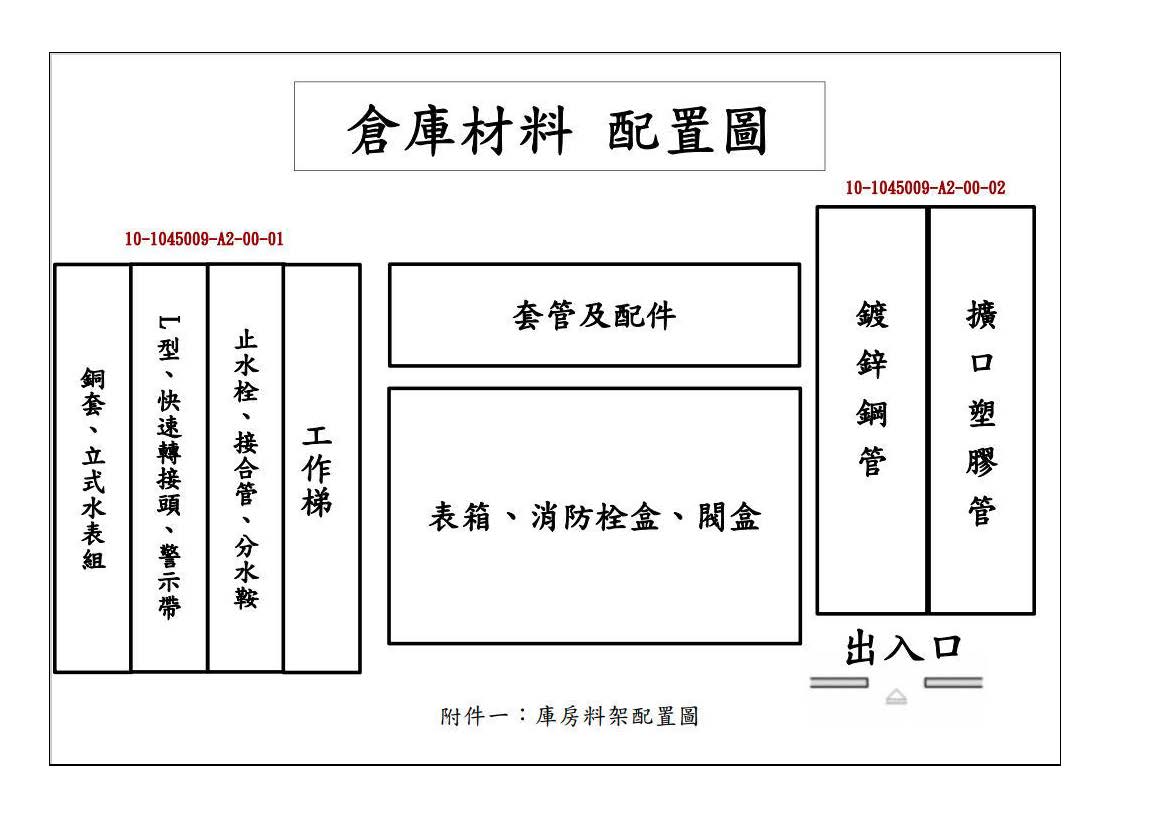 倉庫材料 配置圖
10-1045009-A2-00-02
10-1045009-A2-00-01
銅套、立式水表組
L型、快速轉接頭、警示帶
止水栓、接合管、分水鞍
工作梯
套管及配件
表箱、消防栓盒、閥盒
鍍鋅鋼管
擴口塑膠管
出入口
附件一：庫房料架配置圖